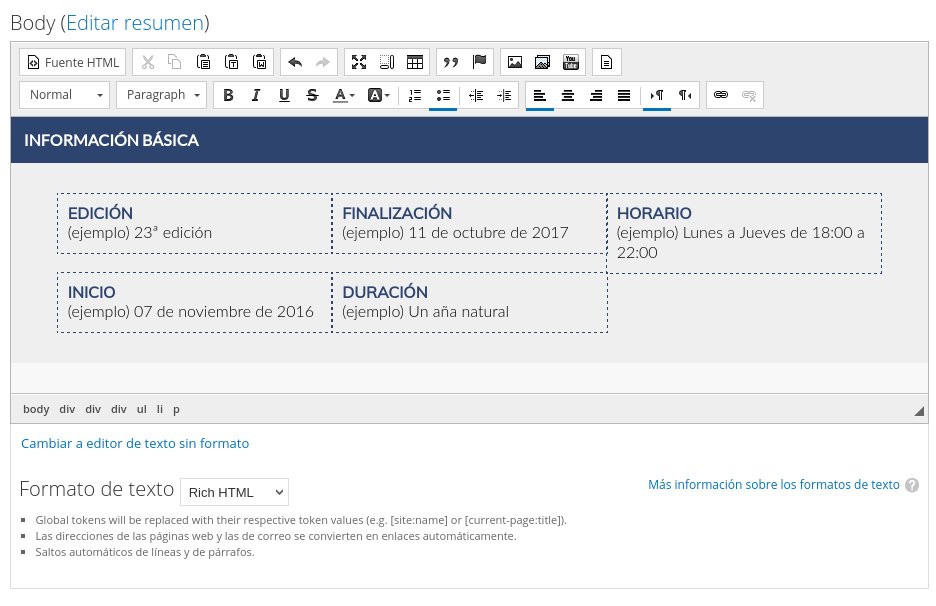 Body (Editar resumen)
Fuente HTML
Normal Paragraph B I U S A A
INFORMACIÓN BÁSICA
EDICIÓN
(ejemplo) 23ª edición
FINALIZACIÓN
(ejemplo) 11 de octubre de 2017
HORARIO
(ejemplo) Lunes a Jueves de 18:00 a
22:00
INICIO
(ejemplo) 07 de noviembre de 2016
DURACIÓN
(ejemplo) Un aña natural
body div div div ul li p
Cambiar a editor de texto sin formato
Formato de texto Rich HTML
Más información sobre los formatos de texto ?
Global tokens will be replaced with their respective token values (e.g. [site:name] or [current-page:title]).
Las direcciones de las páginas web y las de correo se convierten en enlaces automáticamente.
Saltos automáticos de líneas y de párrafos.